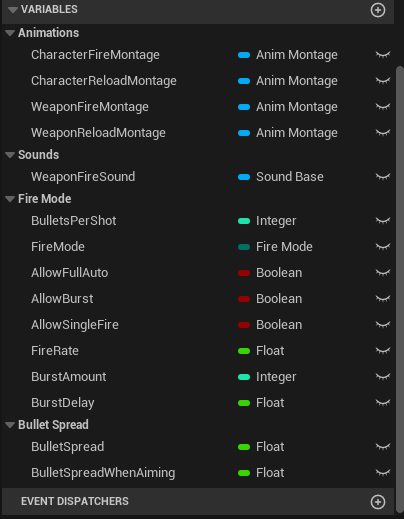 VARIABLES
Animations
CharacterFireMontage Anim Montage
CharacterReloadMontage Anim Montage
WeaponFireMontage Anim Montage
WeaponReloadMontage Anim Montage
Sounds
WeaponFireSound Sound Base
Fire Mode
BulletsPerShot Integer
FireMode Fire Mode
AllowFullAuto Boolean
AllowBurst Boolean
AllowSingleFire Boolean
FireRate Float
BurstAmount Integer
BurstDelay Float
Bullet Spread
BulletSpread Float
BulletSpreadWhenAiming Float
EVENT DISPATCHERS